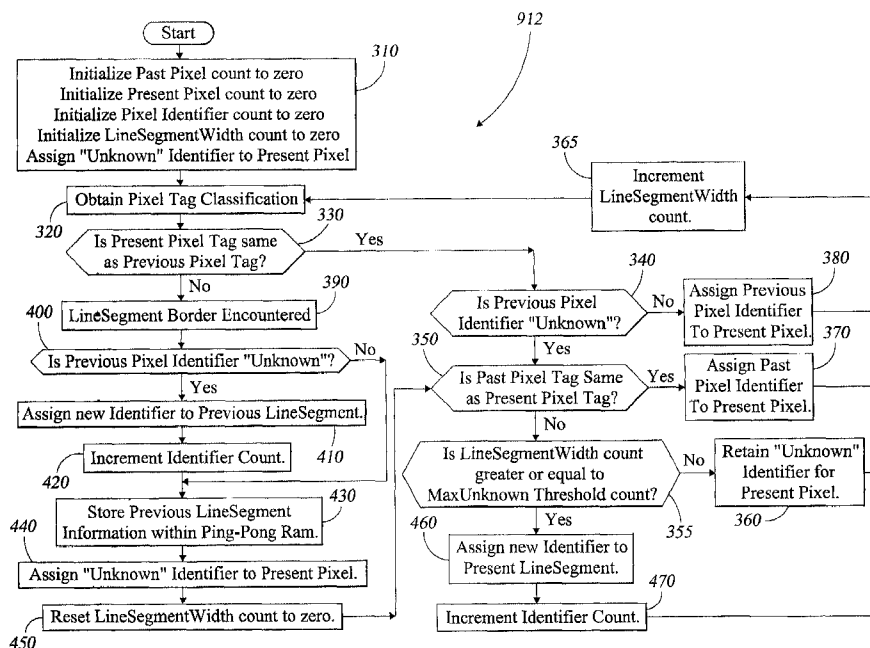 Start
912
310
Initialize Past Pixel count to zero
Initialize Present Pixel count to zero
Initialize Pixel Identifier count to zero
Initialize LineSegmentWidth count to zero
Assign "Unknown" Identifier to Present Pixel
365
Increment
LineSegmentWidth
count.
Obtain Pixel Tag Classification
320
330
Is Present Pixel Tag same
as Previous Pixel Tag?
Yes
No
390
LineSegment Border Encountered
400
Is Previous Pixel Identifier "Unknown"?
No
Yes
Assign new Identifier to Previous LineSegment.
410
Increment Identifier Count.
420
430
Store Previous LineSegment
Information within Ping-Pong Ram.
440
Assign "Unknown" Identifier to Present Pixel.
Reset LineSegmentWidth count to zero.
450
340
Is Previous Pixel
Identifier "Unknown"?
No
380
Assign Previous
Pixel Identifier
To Present Pixel.
Yes
350
Is Past Pixel Tag Same
as Present Pixel Tag?
Yes
370
Assign Past
Pixel Identifier
To Present Pixel.
No
Is LineSegmentWidth count
greater or equal to
MaxUnknown Threshold count?
355
No
Retain "Unknown"
Identifier for
Present Pixel.
360
Yes
460
Assign new Identifier to
Present LineSegment.
470
Increment Identifier Count.